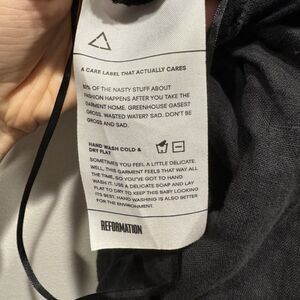 A CARE LABEL THAT ACTUALLY CARES
OF THE NASTY STUFF ABOUT
FASHION HAPPENS AFTER YOU TAKE THE
GARMENT HOME. GREENHOUSE GASES?
GROSS. WASTED WATER? SAD. DON'T BE
GROSS AND SAD.
HAND WASH COLD &
DRY FLAT
SOMETIMES YOU FEEL A LITTLE DELICATE.
WELL, THIS GARMENT FEELS THAT WAY ALL
THE TIME, SO YOU'VE GOT TO HAND
WASH IT. USE A DELICATE SOAP AND LAY
FLAT TO DRY TO KEEP THIS BABY LOOKING
ITS BEST. HAND WASHING IS ALSO BETTER
FOR THE ENVIRONMENT.
REFORMATION